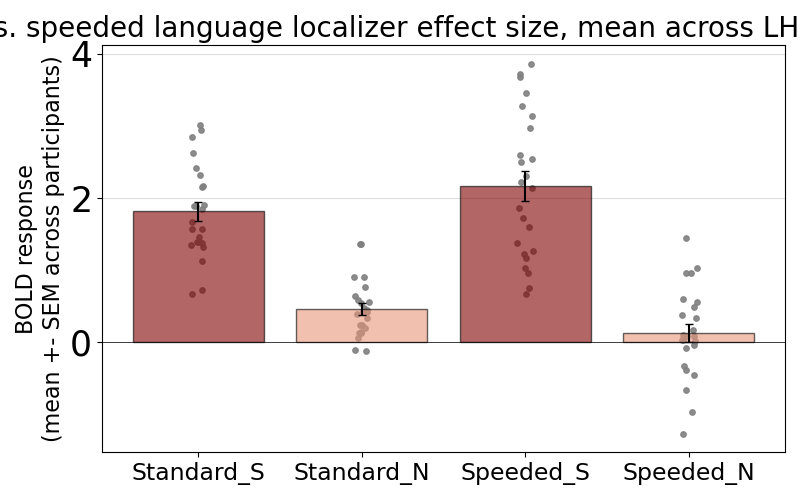 s. speeded language localizer effect size, mean across LH
4
2
0
BOLD response
(mean +- SEM across participants)
Standard_S
Standard_N
Speeded_S
Speeded_N